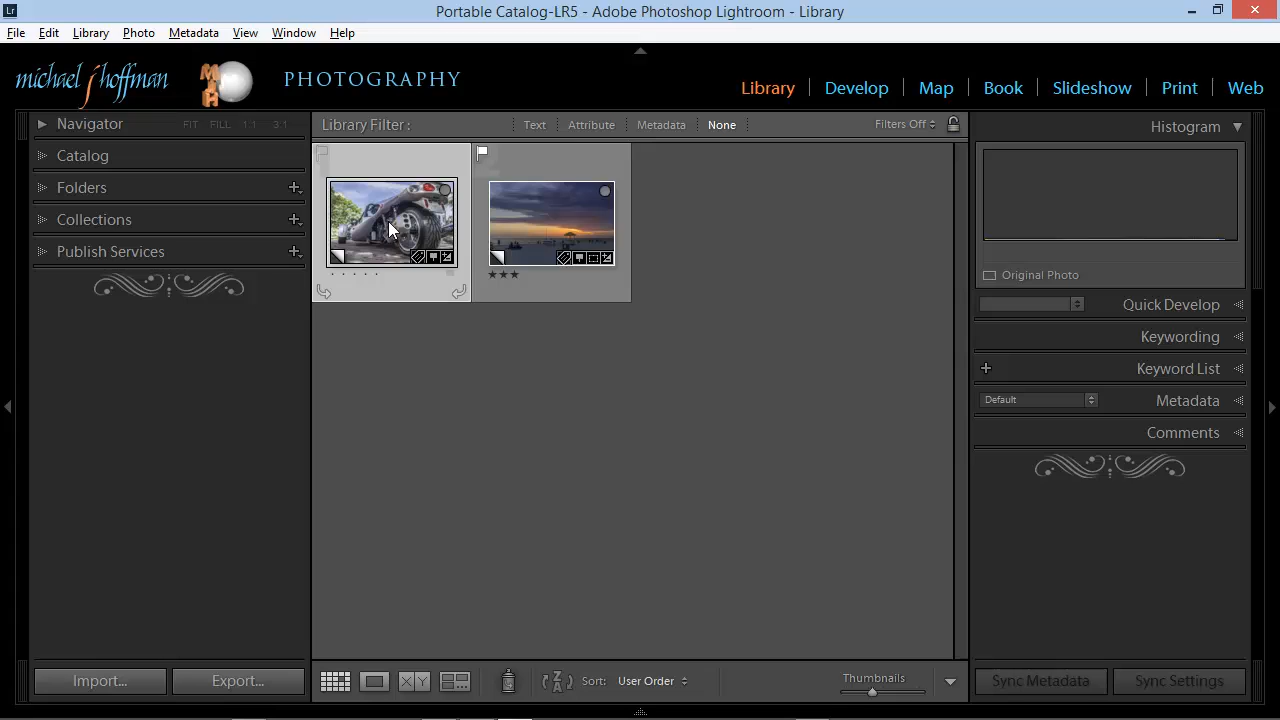 Lr Portable Catalog-LR5 - Adobe Photoshop Lightroom - Library
File Edit Library Photo Metadata View Window Help
michael j hoffman MJH PHOTOGRAPHY
Library Develop Map Book Slideshow Print Web
Navigator FIT FILL 1:1 3:1
Library Filter : Text Attribute Metadata None Filters Off
Histogram
Catalog
Folders
Collections
Publish Services
Original Photo
Quick Develop
Keywording
Keyword List
Default Metadata
Comments
Import... Export...
X Y
Sort: User Order
Thumbnails
Sync Metadata Sync Settings